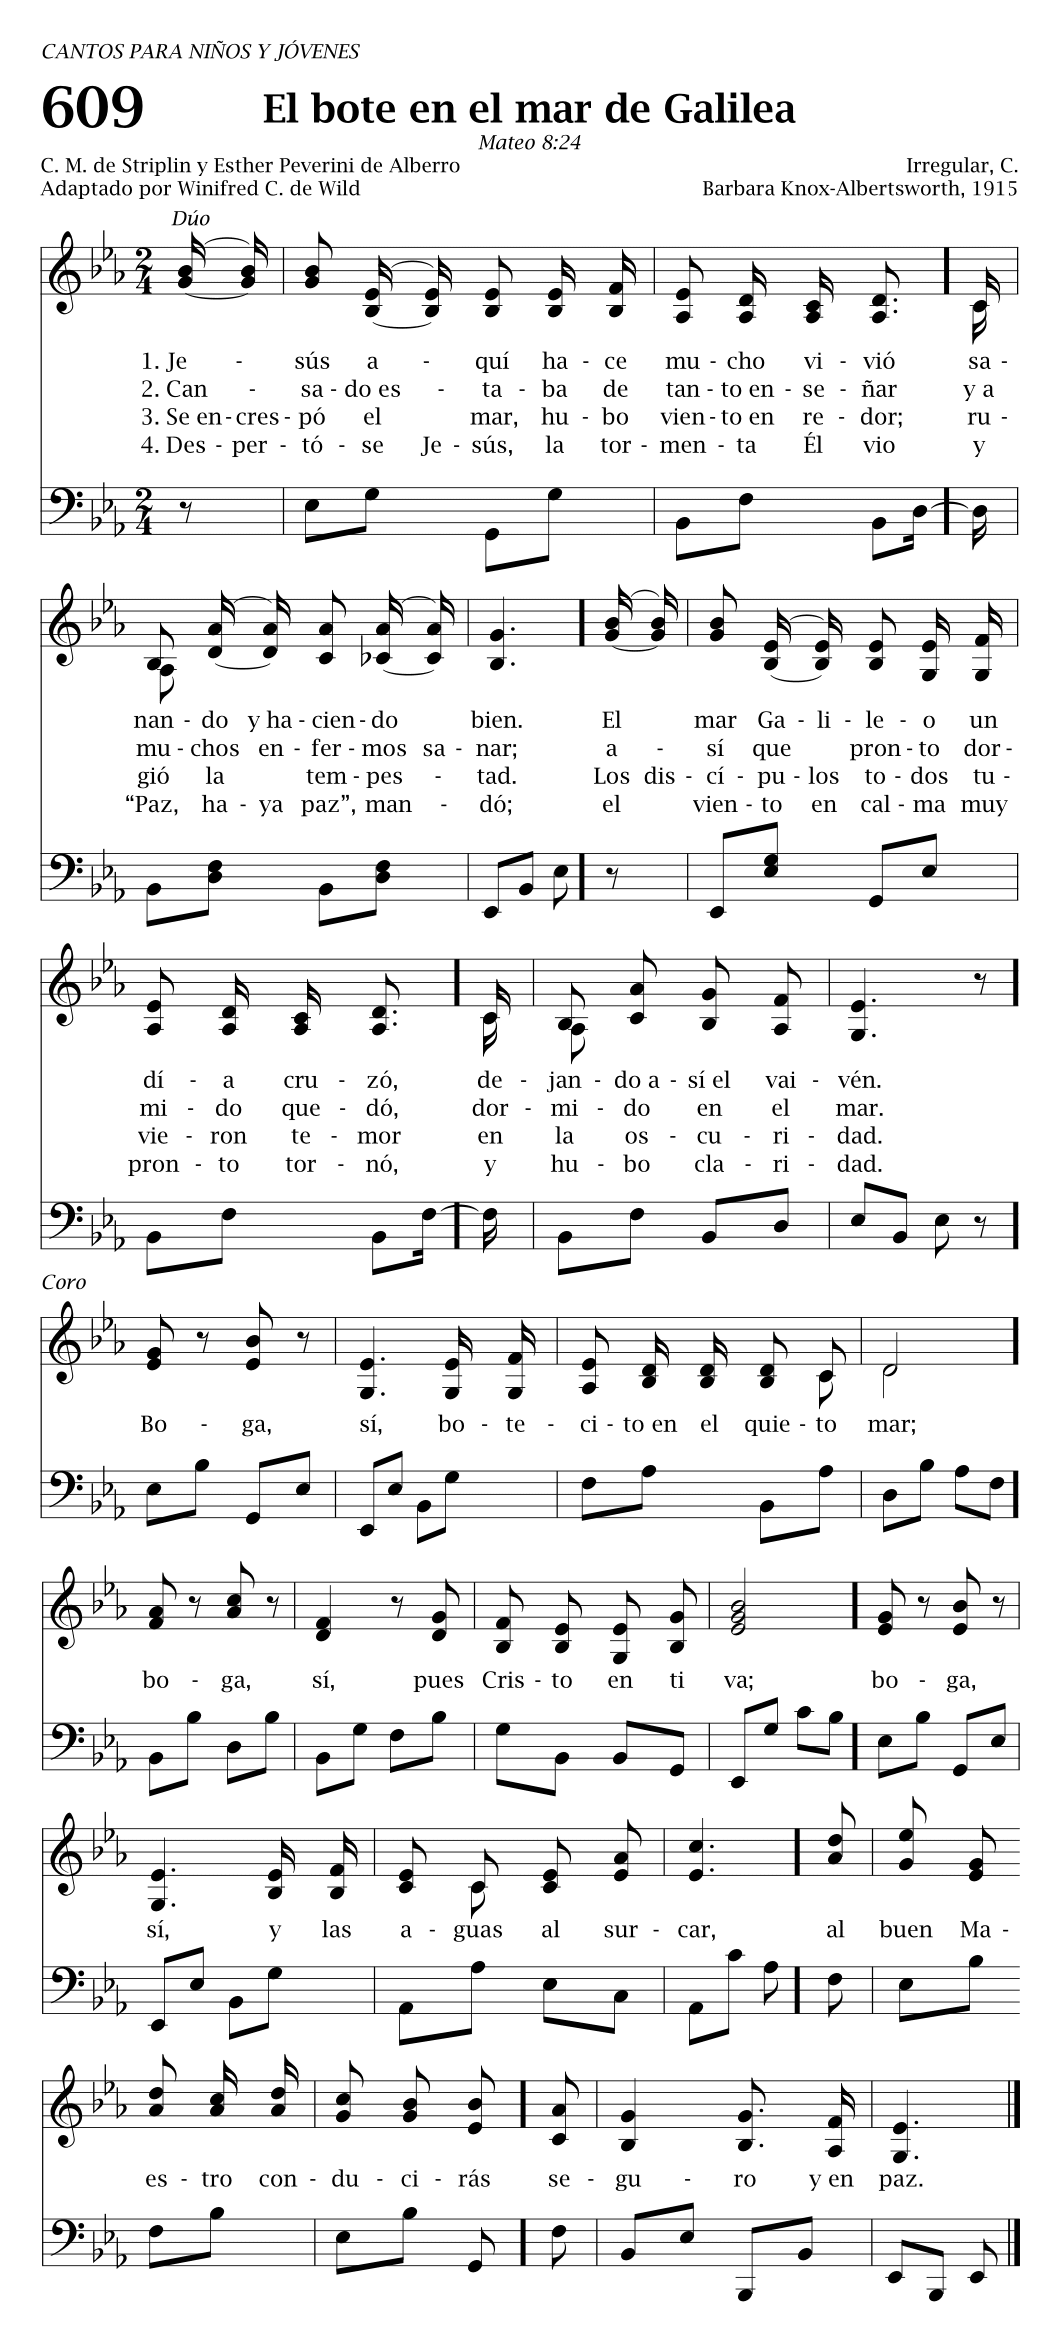 CANTOS PARA NIÑOS Y JÓVENES
609 El bote en el mar de Galilea
Mateo 8:24
C. M. de Striplin y Esther Peverini de Alberro Irregular, C.
Adaptado por Winifred C. de Wild Barbara Knox-Albertsworth, 1915
Dúo
1. Je - sús a - quí ha - ce mu - cho vi - vió sa -
2. Can - sa - do es - ta - ba de tan - to en - se - ñar y a
3. Se en - cres - pó el mar, hu - bo vien - to en re - dor; ru -
4. Des - per - tó - se Je - sús, la tor - men - ta Él vio y
nan - do y ha - cien - do bien. El mar Ga - li - le - o un
mu - chos en - fer - mos sa - nar; a - sí que pron - to dor -
gió la tem - pes - tad. Los dis - cí - pu - los to - dos tu -
“Paz, ha - ya paz”, man - dó; el vien - to en cal - ma muy
dí - a cru - zó, de - jan - do a - sí el vai - vén.
mi - do que - dó, dor - mi - do en el mar.
vie - ron te - mor en la os - cu - ri - dad.
pron - to tor - nó, y hu - bo cla - ri - dad.
Coro
Bo - ga, sí, bo - te - ci - to en el quie - to mar;
bo - ga, sí, pues Cris - to en ti va; bo - ga,
sí, y las a - guas al sur - car, al buen Ma -
es - tro con - du - ci - rás se - gu - ro y en paz.